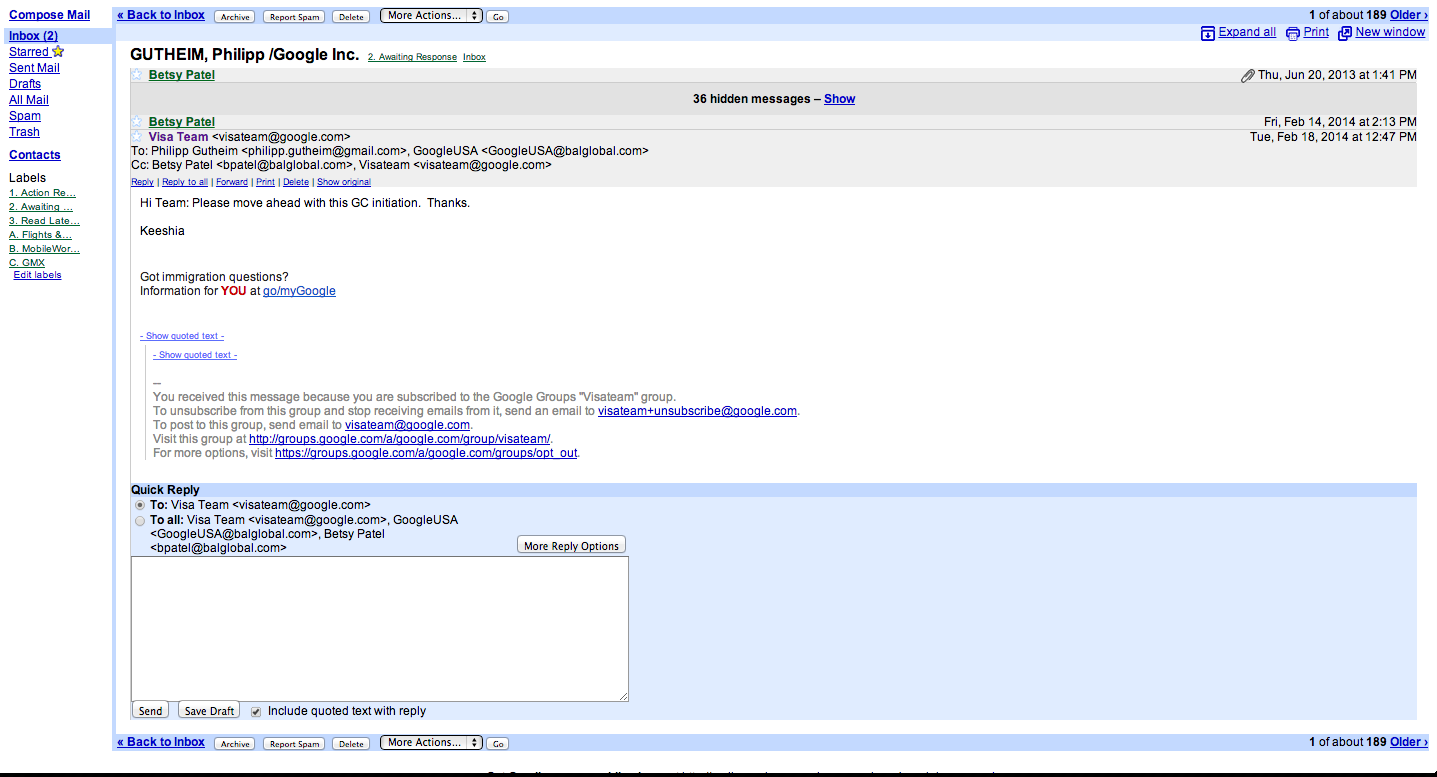 Compose Mail
Inbox (2)
Starred
Sent Mail
Drafts
All Mail
Spam
Trash
Contacts
Labels
1. Action Re...
2. Awaiting ...
3. Read Late...
A. Flights &...
B. MobileWor...
C. GMX
Edit labels
« Back to Inbox Archive Report Spam Delete More Actions... Go 1 of about 189 Older ›
Expand all Print New window
GUTHEIM, Philipp /Google Inc. 2. Awaiting Response Inbox
Betsy Patel Thu, Jun 20, 2013 at 1:41 PM
36 hidden messages – Show
Betsy Patel Fri, Feb 14, 2014 at 2:13 PM
Visa Team <visateam@google.com> Tue, Feb 18, 2014 at 12:47 PM
To: Philipp Gutheim <philipp.gutheim@gmail.com>, GoogleUSA <GoogleUSA@balglobal.com>
Cc: Betsy Patel <bpatel@balglobal.com>, Visateam <visateam@google.com>
Reply | Reply to all | Forward | Print | Delete | Show original
Hi Team: Please move ahead with this GC initiation.  Thanks.
Keeshia
Got immigration questions?
Information for YOU at go/myGoogle
- Show quoted text -
- Show quoted text -
--
You received this message because you are subscribed to the Google Groups "Visateam" group.
To unsubscribe from this group and stop receiving emails from it, send an email to visateam+unsubscribe@google.com.
To post to this group, send email to visateam@google.com.
Visit this group at http://groups.google.com/a/google.com/group/visateam/.
For more options, visit https://groups.google.com/a/google.com/groups/opt_out.
Quick Reply
To: Visa Team <visateam@google.com>
To all: Visa Team <visateam@google.com>, GoogleUSA
<GoogleUSA@balglobal.com>, Betsy Patel
<bpatel@balglobal.com>
More Reply Options
Send Save Draft Include quoted text with reply
« Back to Inbox Archive Report Spam Delete More Actions... Go 1 of about 189 Older ›